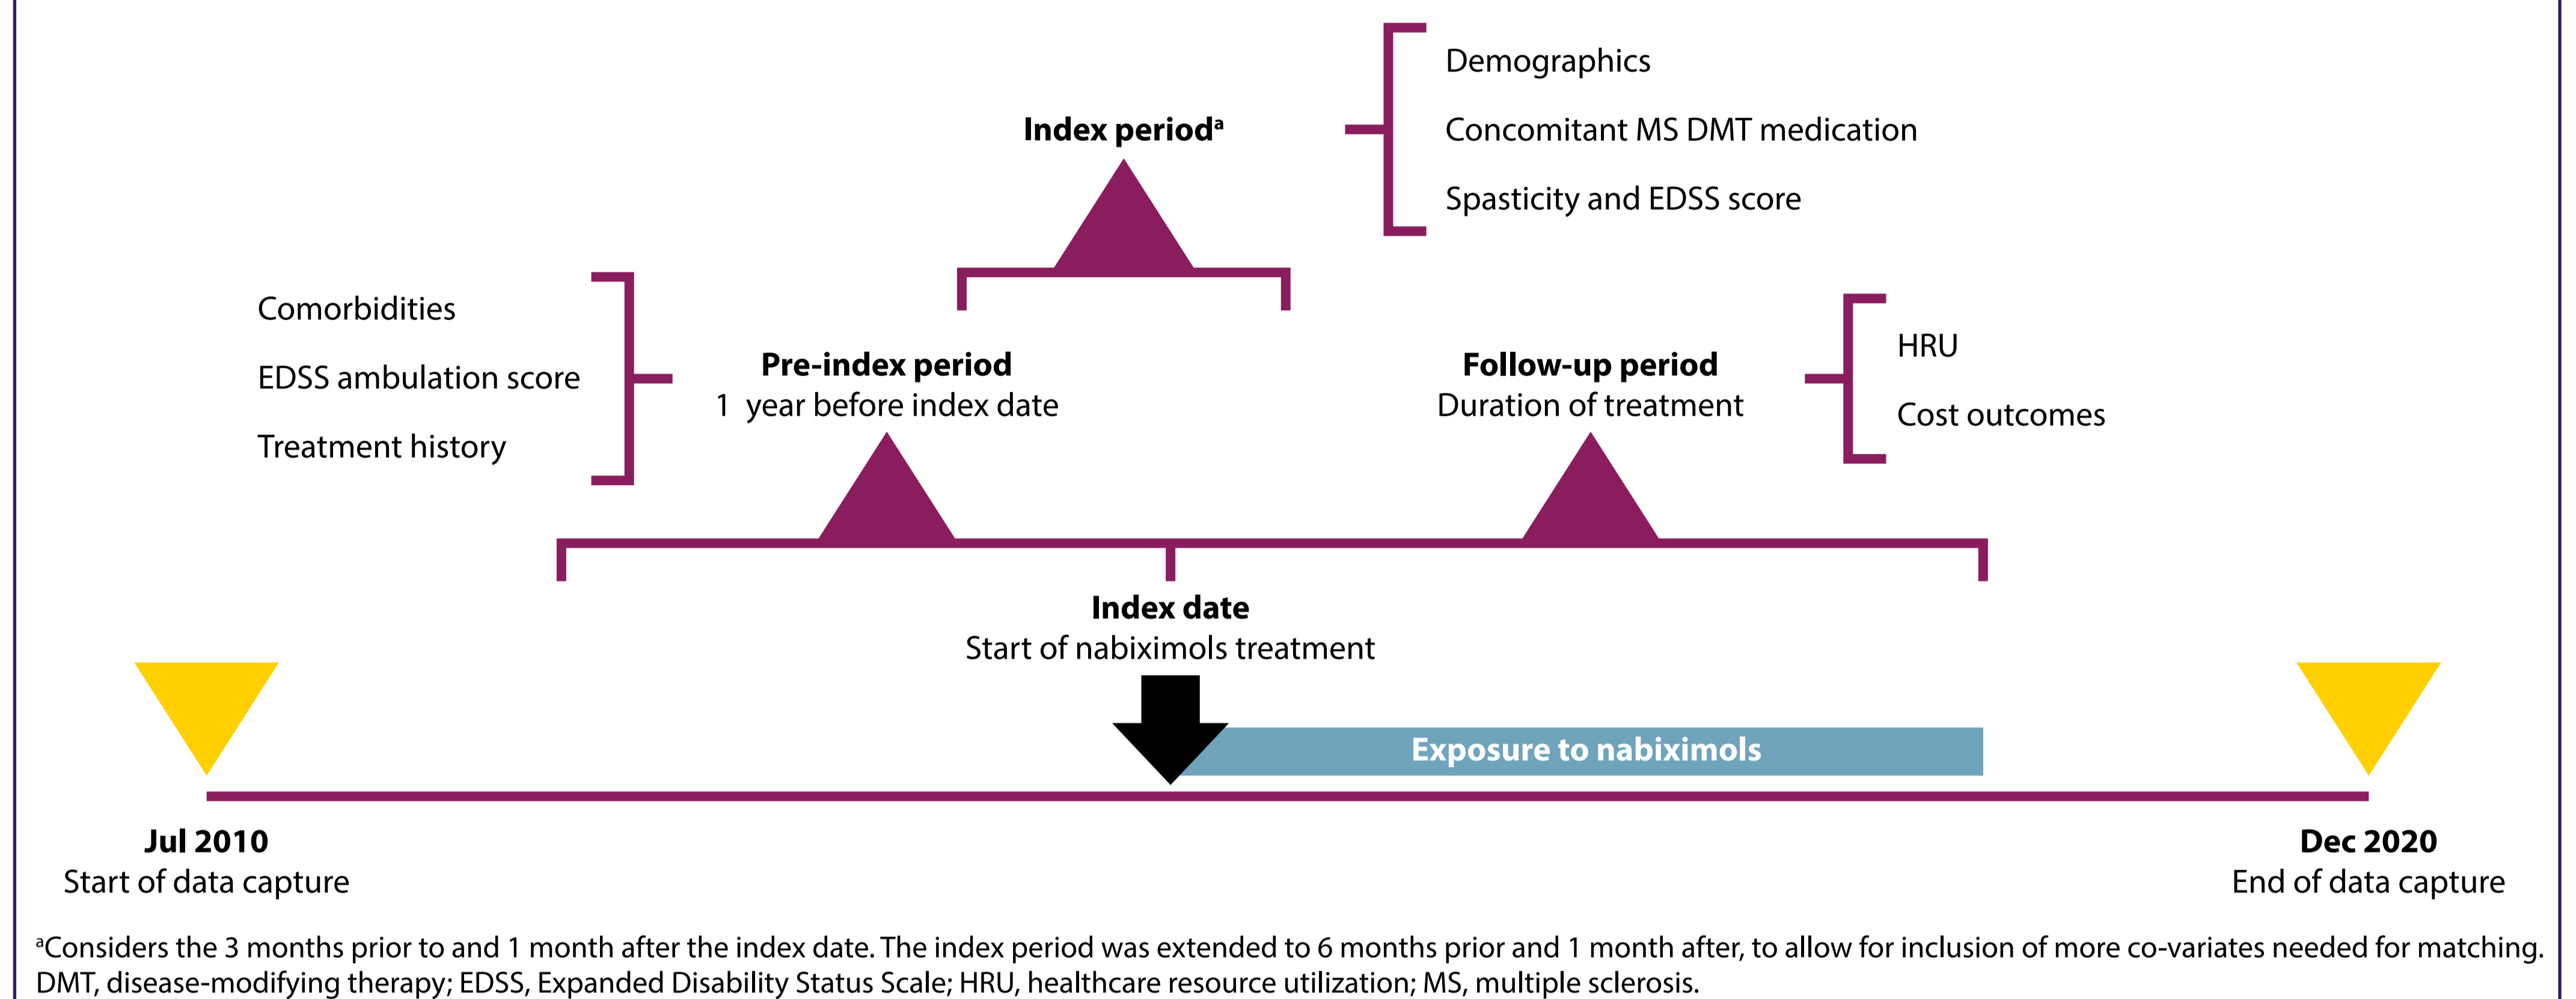 Demographics
Index periodᵃ
Concomitant MS DMT medication
Spasticity and EDSS score
Comorbidities
EDSS ambulation score
Treatment history
Pre-index period
1 year before index date
Follow-up period
Duration of treatment
HRU
Cost outcomes
Index date
Start of nabiximols treatment
Exposure to nabiximols
Jul 2010
Start of data capture
Dec 2020
End of data capture
ᵃConsiders the 3 months prior to and 1 month after the index date. The index period was extended to 6 months prior and 1 month after, to allow for inclusion of more co-variates needed for matching.
DMT, disease-modifying therapy; EDSS, Expanded Disability Status Scale; HRU, healthcare resource utilization; MS, multiple sclerosis.